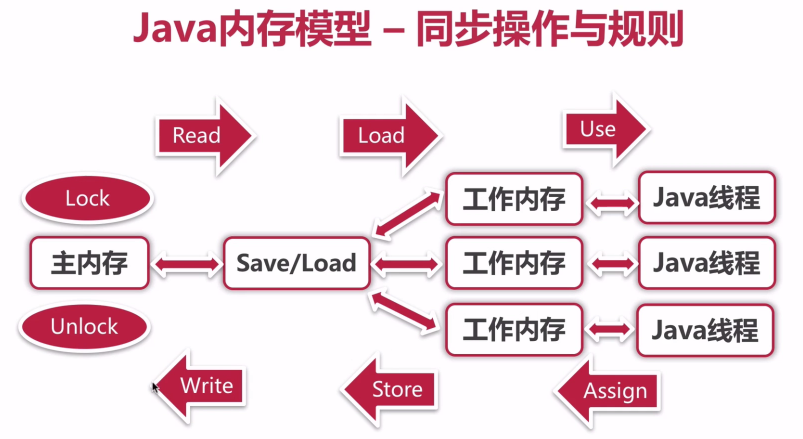 Java内存模型 – 同步操作与规则
Read
Load
Use
Lock
工作内存
Java线程
主内存
Save/Load
工作内存
Java线程
Unlock
工作内存
Java线程
Write
Store
Assign